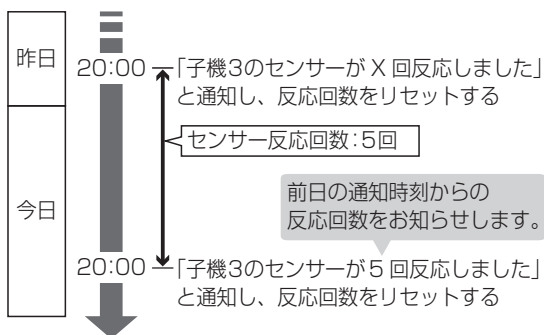 昨日
20:00
「子機3のセンサーが X 回反応しました」
と通知し、反応回数をリセットする
センサー反応回数:5回
今日
前日の通知時刻からの
反応回数をお知らせします。
20:00
「子機3のセンサーが 5 回反応しました」
と通知し、反応回数をリセットする